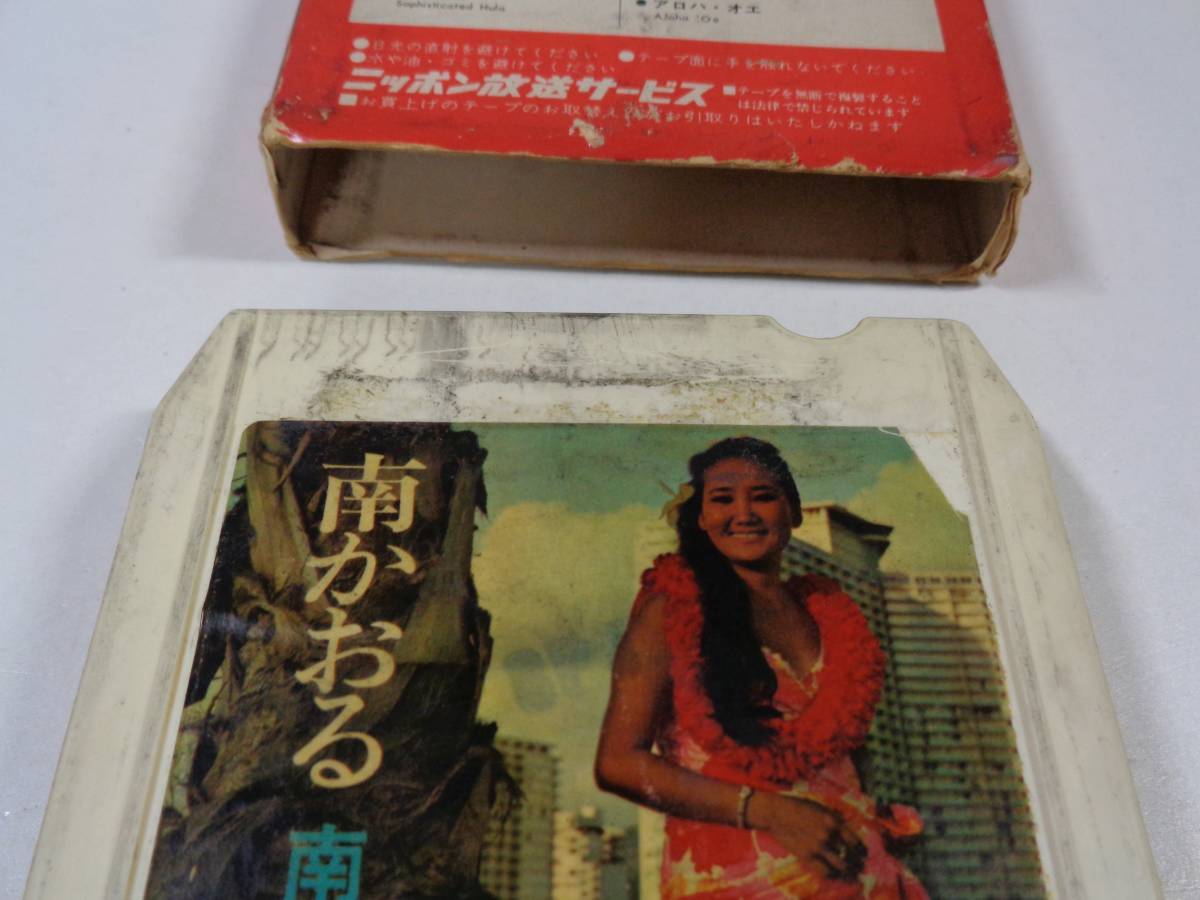 Sophisticated Hula
●アロハ・オエ
Aloha 'Oe
●日光の直射を避けてください
●テープ面に手を触れないでください.
●水や油・ゴミを避けてください
ニッポン放送サービス
■テープを無断で複製すること
は法律で禁じられています
■お買上げのテープのお取替え お引取りはいたしかねます
南かおる
南